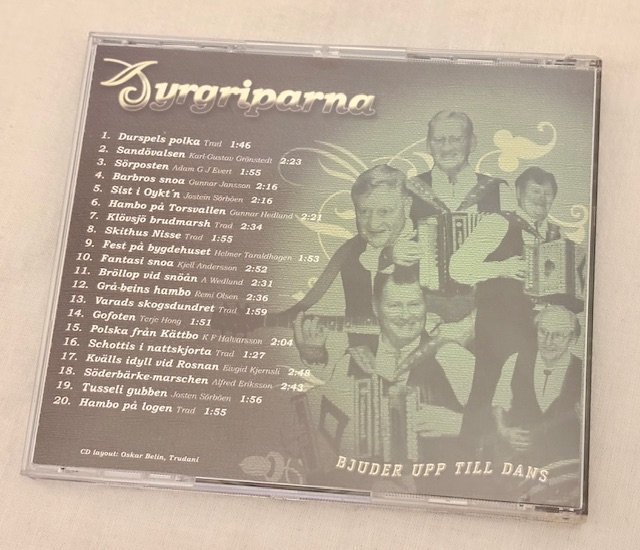 Dyrgriparna
1. Durspels polka Trad 1:46
2. Sandövalsen Karl-Gustav Grönstedt 2:23
3. Sörposten Adam G J Evert 1:55
4. Barbros snoa Gunnar Jansson 2:16
5. Sist i Oykt'n Jostein Sörböen 2:16
6. Hambo på Torsvallen Gunnar Hedlund 2:21
7. Klövsjö brudmarsh Trad 2:34
8. Skithus Nisse Trad 1:55
9. Fest på bygdehuset Helmer Taraldhagen 1:53
10. Fantasi snoa Kjell Andersson 2:52
11. Bröllop vid snöån A Wedlund 2:31
12. Grå-beins hambo Remi Olsen 2:36
13. Varads skogsdundret Trad 1:59
14. Gofoten Terje Hong 1:51
15. Polska från Kättbo K F Halvarsson 2:04
16. Schottis i nattskjorta Trad 1:27
17. Kvälls idyll vid Rosnan Kjernsli 2:48
18. Söderbärke-marschen Alfred Eriksson 2:43
19. Tusseli gubben Josten Sörböen 1:56
20. Hambo på logen Trad 1:55
CD layout: Oskar Belin, Trudani
BJUDER UPP TILL DANS